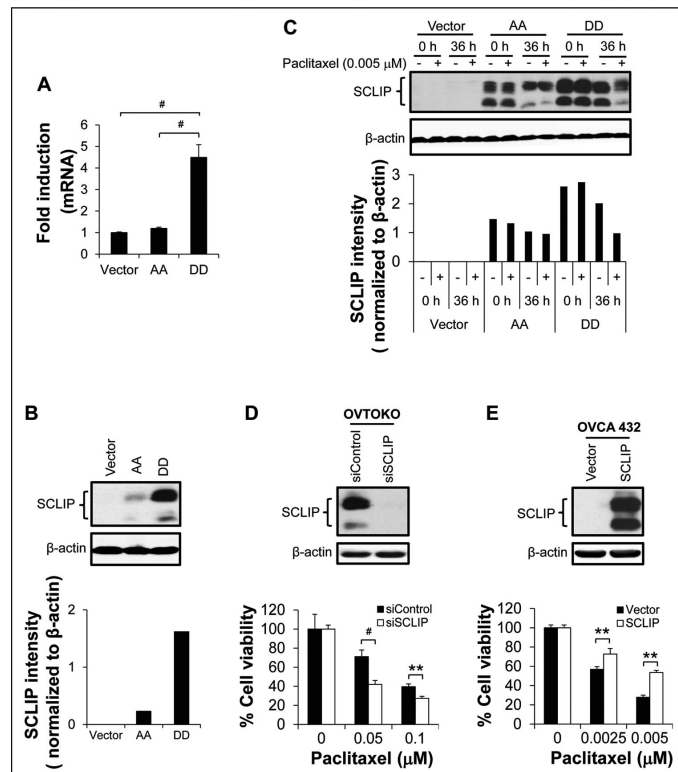 A
Fold induction
(mRNA)
6
5
4
3
2
1
0
#
#
Vector AA DD
C
Vector AA DD
0 h 36 h 0 h 36 h 0 h 36 h
Paclitaxel (0.005 µM) - + - + - + - + - + - +
SCLIP
β-actin
SCLIP intensity
( normalized to β-actin)
3
2
1
0
- + - + - + - + - + - +
0 h 36 h 0 h 36 h 0 h 36 h
Vector AA DD
B
Vector AA DD
SCLIP
β-actin
SCLIP intensity
( normalized to β-actin)
2
1
0
Vector AA DD
D
OVTOKO
siControl siSCLIP
SCLIP
β-actin
% Cell viability
120
100
80
60
40
20
0
siControl
siSCLIP
#
**
0 0.05 0.1
Paclitaxel (µM)
E
OVCA 432
Vector SCLIP
SCLIP
β-actin
% Cell viability
120
100
80
60
40
20
0
Vector
SCLIP
**
**
0 0.0025 0.005
Paclitaxel (µM)